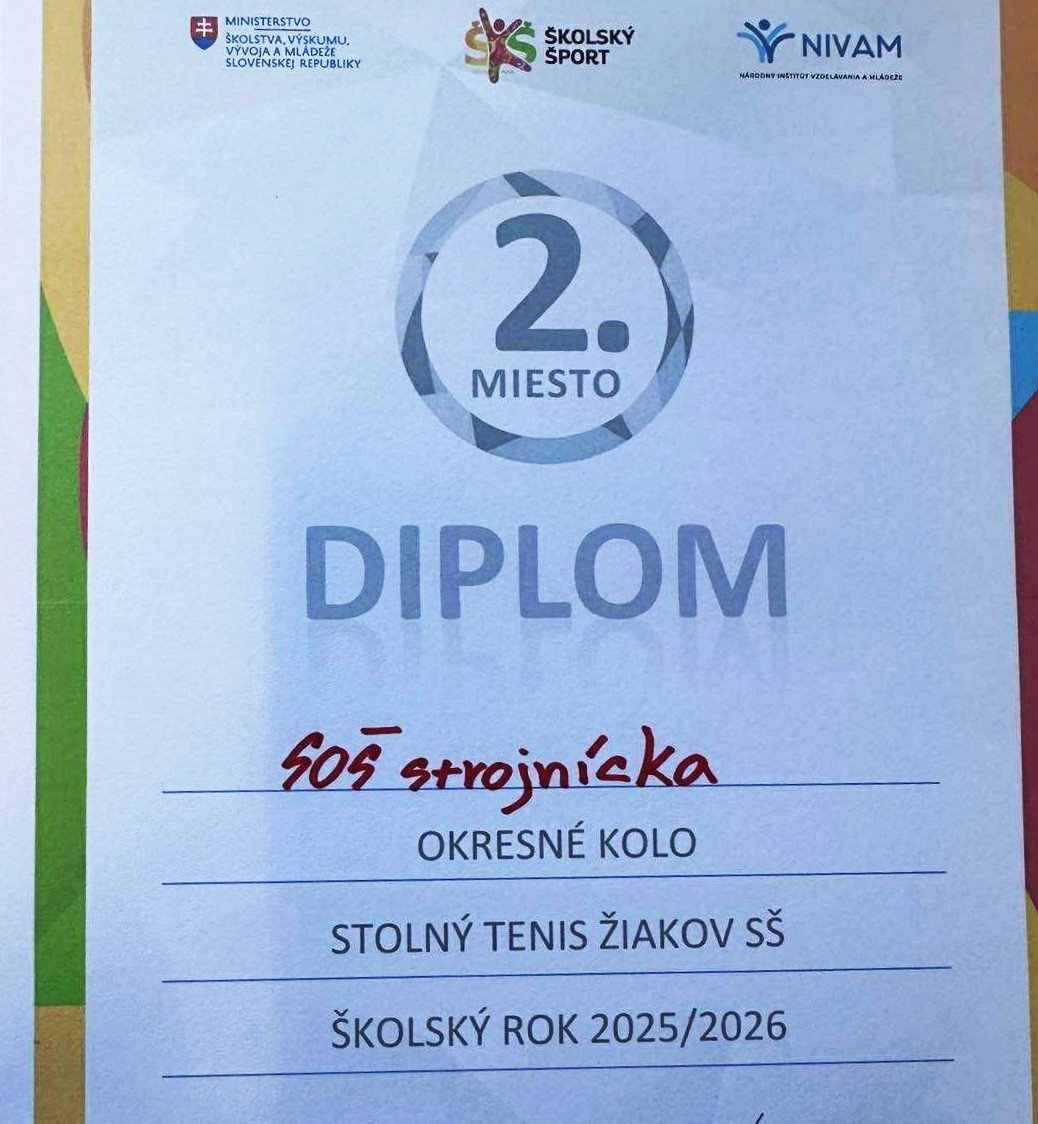 MINISTERSTVO
ŠKOLSTVA, VÝSKUMU,
VÝVOJA A MLÁDEŽE
SLOVENSKEJ REPUBLIKY
ŠŠ
ŠKOLSKÝ
ŠPORT
NIVAM
NÁRODNÝ INŠTITÚT VZDELÁVANIA A MLÁDEŽE
2.
MIESTO
DIPLOM
SOŠ strojnícka
OKRESNÉ KOLO
STOLNÝ TENIS ŽIAKOV SŠ
ŠKOLSKÝ ROK 2025/2026